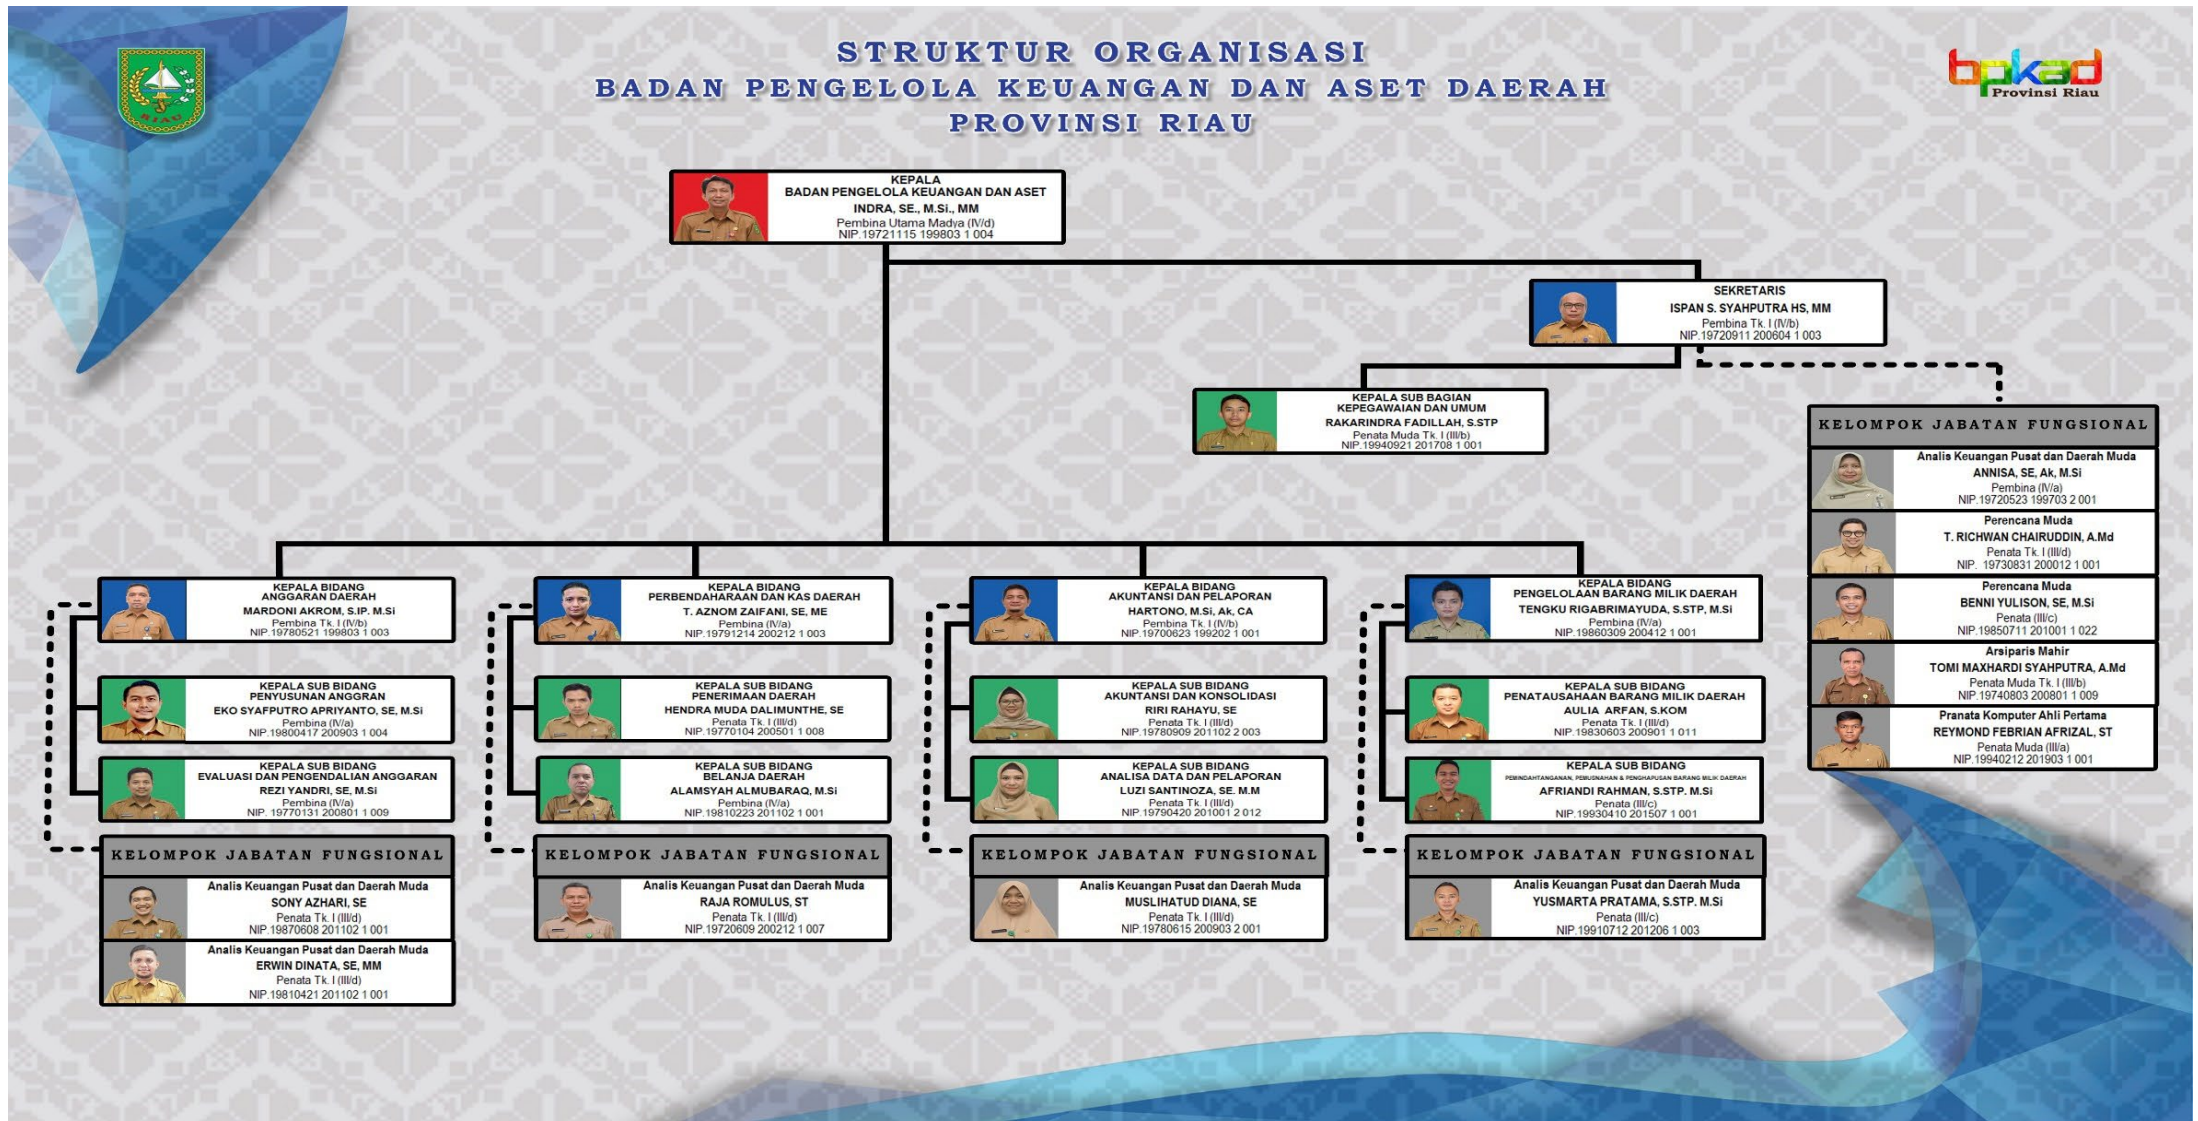 STRUKTUR ORGANISASI
BADAN PENGELOLA KEUANGAN DAN ASET DAERAH
PROVINSI RIAU
RIAU
bpkad
Provinsi Riau
KEPALA
BADAN PENGELOLA KEUANGAN DAN ASET
INDRA, SE., M.Si., MM
Pembina Utama Madya (IV/d)
NIP.19721115 199803 1 004
SEKRETARIS
ISPAN S. SYAHPUTRA HS, MM
Pembina Tk. I (IV/b)
NIP.19720911 200604 1 003
KEPALA SUB BAGIAN
KEPEGAWAIAN DAN UMUM
RAKARINDRA FADILLAH, S.STP
Penata Muda Tk. I (III/b)
NIP.19940921 201708 1 001
KELOMPOK JABATAN FUNGSIONAL
Analis Keuangan Pusat dan Daerah Muda
ANNISA, SE, Ak, M.Si
Pembina (IV/a)
NIP.19720523 199703 2 001
Perencana Muda
T. RICHWAN CHAIRUDDIN, A.Md
Penata Tk. I (III/d)
NIP. 19730831 200012 1 001
Perencana Muda
BENNI YULISON, SE, M.Si
Penata (III/c)
NIP.19850711 201001 1 022
Arsiparis Mahir
TOMI MAXHARDI SYAHPUTRA, A.Md
Penata Muda Tk. I (III/b)
NIP.19740803 200801 1 009
Pranata Komputer Ahli Pertama
REYMOND FEBRIAN AFRIZAL, ST
Penata Muda (III/a)
NIP.19940212 201903 1 001
KEPALA BIDANG
ANGGARAN DAERAH
MARDONI AKROM, S.IP. M.Si
Pembina Tk. I (IV/b)
NIP.19780521 199803 1 003
KEPALA SUB BIDANG
PENYUSUNAN ANGGRAN
EKO SYAFPUTRO APRIYANTO, SE, M.Si
Pembina (IV/a)
NIP.19800417 200903 1 004
KEPALA SUB BIDANG
EVALUASI DAN PENGENDALIAN ANGGARAN
REZI YANDRI, SE, M.Si
Pembina (IV/a)
NIP. 19770131 200801 1 009
KELOMPOK JABATAN FUNGSIONAL
Analis Keuangan Pusat dan Daerah Muda
SONY AZHARI, SE
Penata Tk. I (III/d)
NIP.19870608 201102 1 001
Analis Keuangan Pusat dan Daerah Muda
ERWIN DINATA, SE, MM
Penata Tk. I (III/d)
NIP.19810421 201102 1 001
KEPALA BIDANG
PERBENDAHARAAN DAN KAS DAERAH
T. AZNOM ZAIFANI, SE, ME
Pembina (IV/a)
NIP.19791214 200212 1 003
KEPALA SUB BIDANG
PENERIMAAN DAERAH
HENDRA MUDA DALIMUNTHE, SE
Penata Tk. I (III/d)
NIP.19770104 200501 1 008
KEPALA SUB BIDANG
BELANJA DAERAH
ALAMSYAH ALMUBARAQ, M.Si
Pembina (IV/a)
NIP.19810223 201102 1 001
KELOMPOK JABATAN FUNGSIONAL
Analis Keuangan Pusat dan Daerah Muda
RAJA ROMULUS, ST
Penata Tk. I (III/d)
NIP.19720609 200212 1 007
KEPALA BIDANG
AKUNTANSI DAN PELAPORAN
HARTONO, M.Si, Ak, CA
Pembina Tk. I (IV/b)
NIP.19700623 199202 1 001
KEPALA SUB BIDANG
AKUNTANSI DAN KONSOLIDASI
RIRI RAHAYU, SE
Penata Tk. I (III/d)
NIP.19780909 201102 2 003
KEPALA SUB BIDANG
ANALISA DATA DAN PELAPORAN
LUZI SANTINOZA, SE. M.M
Penata Tk. I (III/d)
NIP.19790420 201001 2 012
KELOMPOK JABATAN FUNGSIONAL
Analis Keuangan Pusat dan Daerah Muda
MUSLIHATUD DIANA, SE
Penata Tk. I (III/d)
NIP.19780615 200903 2 001
KEPALA BIDANG
PENGELOLAAN BARANG MILIK DAERAH
TENGKU RIGABRIMAYUDA, S.STP, M.Si
Pembina (IV/a)
NIP.19860309 200412 1 001
KEPALA SUB BIDANG
PENATAUSAHAAN BARANG MILIK DAERAH
AULIA ARFAN, S.KOM
Penata Tk. I (III/d)
NIP.19830603 200901 1 011
KEPALA SUB BIDANG
PEMINDAHTANGANAN, PEMUSNAHAN & PENGHAPUSAN BARANG MILIK DAERAH
AFRIANDI RAHMAN, S.STP. M.Si
Penata (III/c)
NIP.19930410 201507 1 001
KELOMPOK JABATAN FUNGSIONAL
Analis Keuangan Pusat dan Daerah Muda
YUSMARTA PRATAMA, S.STP. M.Si
Penata (III/c)
NIP.19910712 201206 1 003